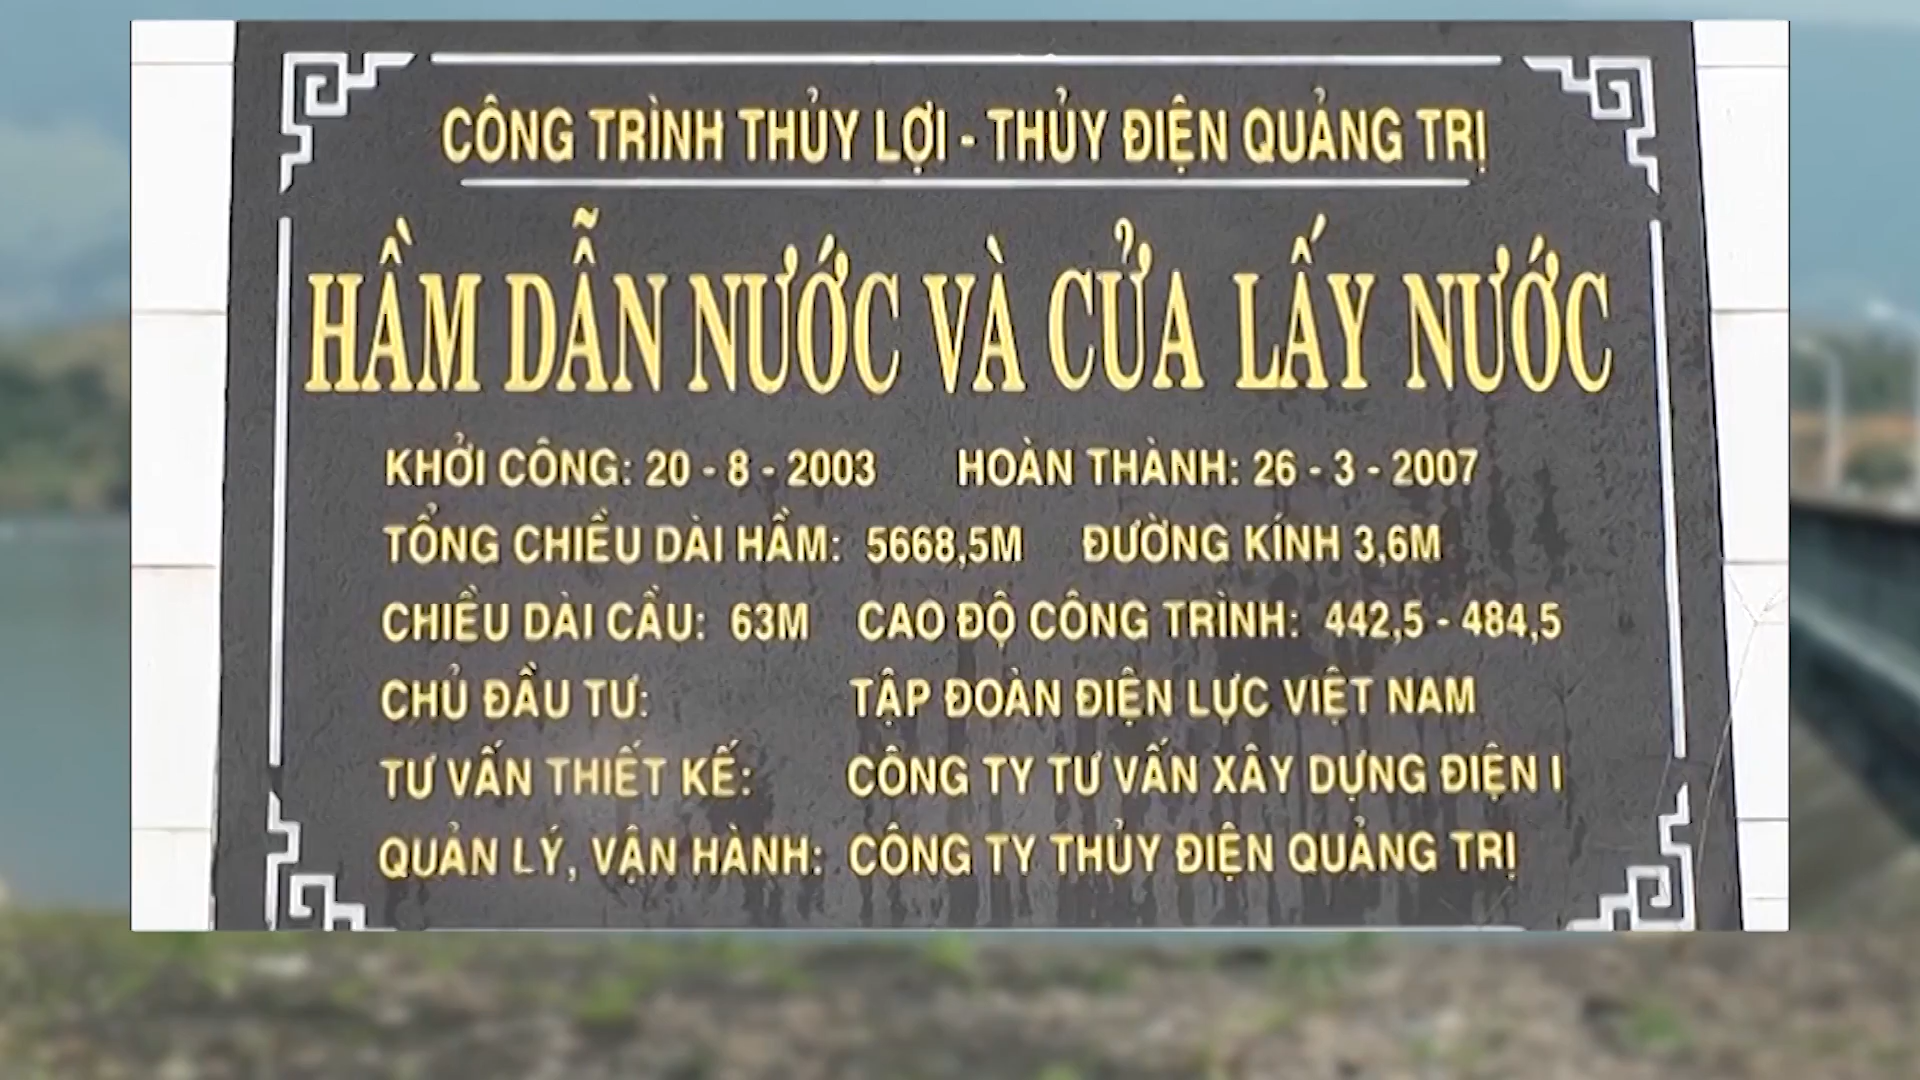 CÔNG TRÌNH THỦY LỢI - THỦY ĐIỆN QUẢNG TRỊ
HẦM DẪN NƯỚC VÀ CỬA LẤY NƯỚC
KHỞI CÔNG: 20 - 8 - 2003 HOÀN THÀNH: 26 - 3 - 2007
TỔNG CHIỀU DÀI HẦM: 5668,5M ĐƯỜNG KÍNH 3,6M
CHIỀU DÀI CẦU: 63M CAO ĐỘ CÔNG TRÌNH: 442,5 - 484,5
CHỦ ĐẦU TƯ: TẬP ĐOÀN ĐIỆN LỰC VIỆT NAM
TƯ VẤN THIẾT KẾ: CÔNG TY TƯ VẤN XÂY DỰNG ĐIỆN I
QUẢN LÝ, VẬN HÀNH: CÔNG TY THỦY ĐIỆN QUẢNG TRỊ